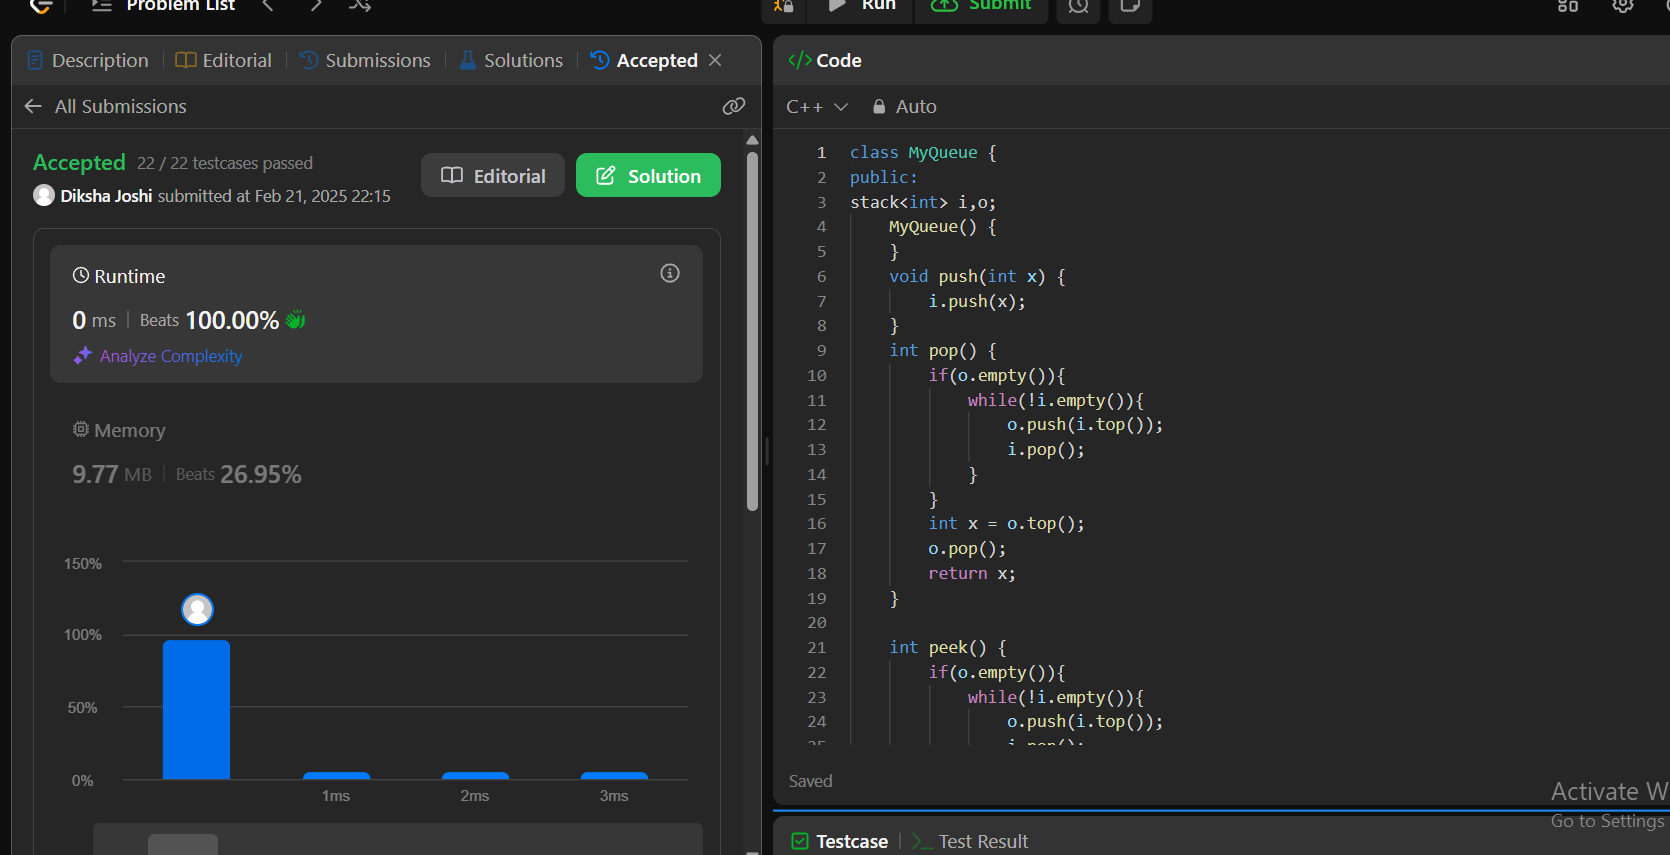 Problem List
Run
Submit
Description
Editorial
Submissions
Solutions
Accepted
All Submissions
Accepted 22 / 22 testcases passed
Diksha Joshi submitted at Feb 21, 2025 22:15
Editorial
Solution
Runtime
0 ms | Beats 100.00%
Analyze Complexity
Memory
9.77 MB | Beats 26.95%
150%
100%
50%
0%
1ms 2ms 3ms
</> Code
C++ Auto
1 class MyQueue {
2 public:
3 stack<int> i,o;
4     MyQueue() {
5     }
6     void push(int x) {
7         i.push(x);
8     }
9     int pop() {
10         if(o.empty()){
11             while(!i.empty()){
12                 o.push(i.top());
13                 i.pop();
14             }
15         }
16         int x = o.top();
17         o.pop();
18         return x;
19     }
20
21     int peek() {
22         if(o.empty()){
23             while(!i.empty()){
24                 o.push(i.top());
25                 i.pop();
Saved
Activate W
Go to Settings
Testcase
Test Result